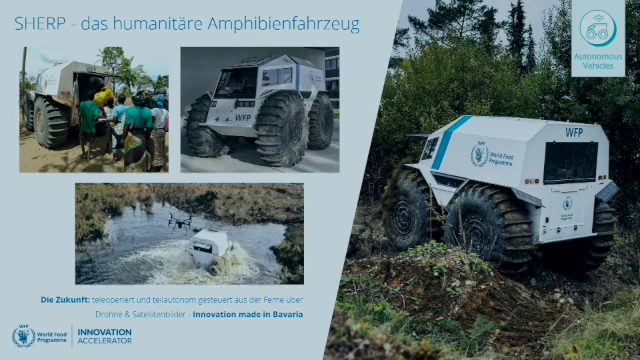 SHERP - das humanitäre Amphibienfahrzeug
Autonomous
Vehicles
WFP
WFP
World Food
Programme
Die Zukunft: teleoperiert und teilautonom gesteuert aus der Ferne über
Drohne & Satellitenbilder - Innovation made in Bavaria
WFP
World Food
Programme
INNOVATION
ACCELERATOR